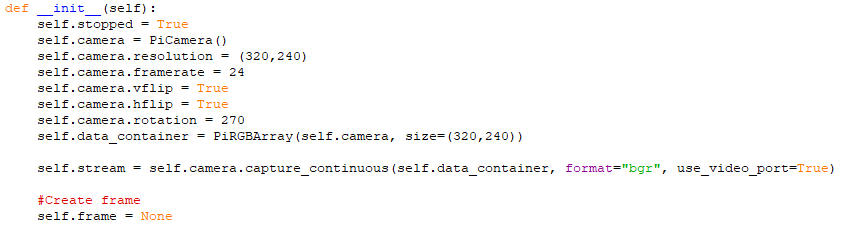 def __init__(self):
    self.stopped = True
    self.camera = PiCamera()
    self.camera.resolution = (320,240)
    self.camera.framerate = 24
    self.camera.vflip = True
    self.camera.hflip = True
    self.camera.rotation = 270
    self.data_container = PiRGBArray(self.camera, size=(320,240))

    self.stream = self.camera.capture_continuous(self.data_container, format="bgr", use_video_port=True)

    #Create frame
    self.frame = None